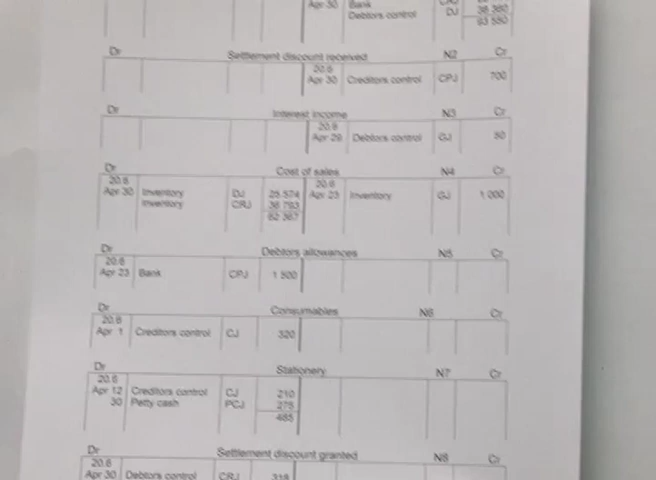 Apr 30 Bank
Debtors control DJ 38 360
63 550
Dr Settlement discount received N2 Cr
20.6
Apr 30 Creditors control CPJ 700
Dr Interest income N3 Cr
20.6
Apr 29 Debtors control GJ 50
Dr Cost of sales N4 Cr
20.6 20.6
Apr 30 Inventory DJ 25 574 Apr 23 Inventory GJ 1 000
Inventory CRJ 36 793
62 367
Dr Debtors allowances N5 Cr
20.6
Apr 23 Bank CPJ 1 500
Dr Consumables N6 Cr
20.6
Apr 1 Creditors control CJ 320
Dr Stationery N7 Cr
20.6
Apr 12 Creditors control CJ 210
30 Petty cash PCJ 275
485
Dr Settlement discount granted N8 Cr
20.6
Apr 30 Debtors control CRJ